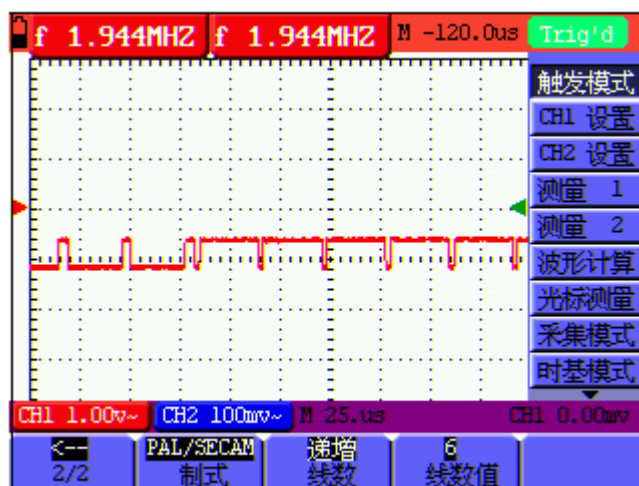 f 1.944MHZ f 1.944MHZ M -120.0us Trig'd
触发模式
CH1 设置
CH2 设置
测量 1
测量 2
波形计算
光标测量
采集模式
时基模式
CH1 1.00v~ CH2 100mv~ M 25.us CH1 0.00mv
<-- PAL/SECAM 递增 6
2/2 制式 线数 线数值